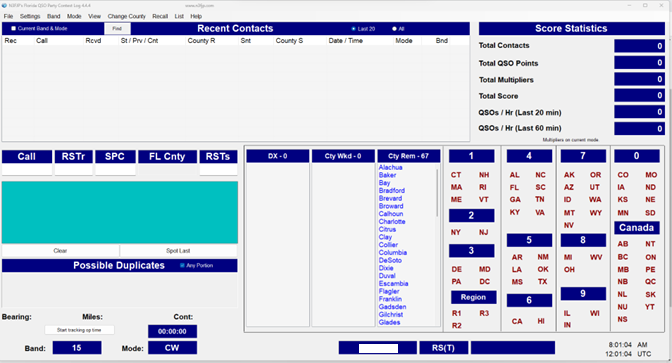 N3FJP's Florida QSO Party Contest Log 4.4.4 www.n3fjp.com
File Settings Menu View Change County Recall List Help
Current Band & Mode Find Recent Contacts Last 20 All
Rec Call Rcvd St / Prv / Cnt County R Snt County S Date / Time Mode Bnd
Score Statistics
Total Contacts 0
Total QSO Points 0
Total Multipliers 0
Total Score 0
QSOs / Hr (Last 20 min) 0
QSOs / Hr (Last 60 min) 0
Multipliers on current mode.
Call RSTr SPC FL Cnty RSTs
Clear Spot Last
Possible Duplicates Any Portion
Bearing: Miles: Cont:
Start tracking op time 00:00:00
Band: 15 Mode: CW
DX - 0 Cty Wkd - 0 Cty Rem - 67
Alachua
Baker
Bay
Bradford
Brevard
Broward
Calhoun
Charlotte
Citrus
Clay
Collier
Columbia
DeSoto
Dixie
Duval
Escambia
Flagler
Franklin
Gadsden
Gilchrist
Glades
1
CT NH
MA RI
ME VT
2
NY NJ
3
DE MD
PA DC
Region
R1 R3
R2
4
AL NC
FL SC
GA TN
KY VA
5
AR NM
LA OK
MS TX
6
CA HI
7
AK OR
AZ UT
ID WA
MT WY
NV
8
MI WV
OH
9
IL WI
IN
0
CO MO
IA ND
KS NE
MN SD
Canada
AB NT
BC ON
MB PE
NB QC
NL SK
NU YT
NS
RS(T)
8:01:04 AM
12:01:04 UTC